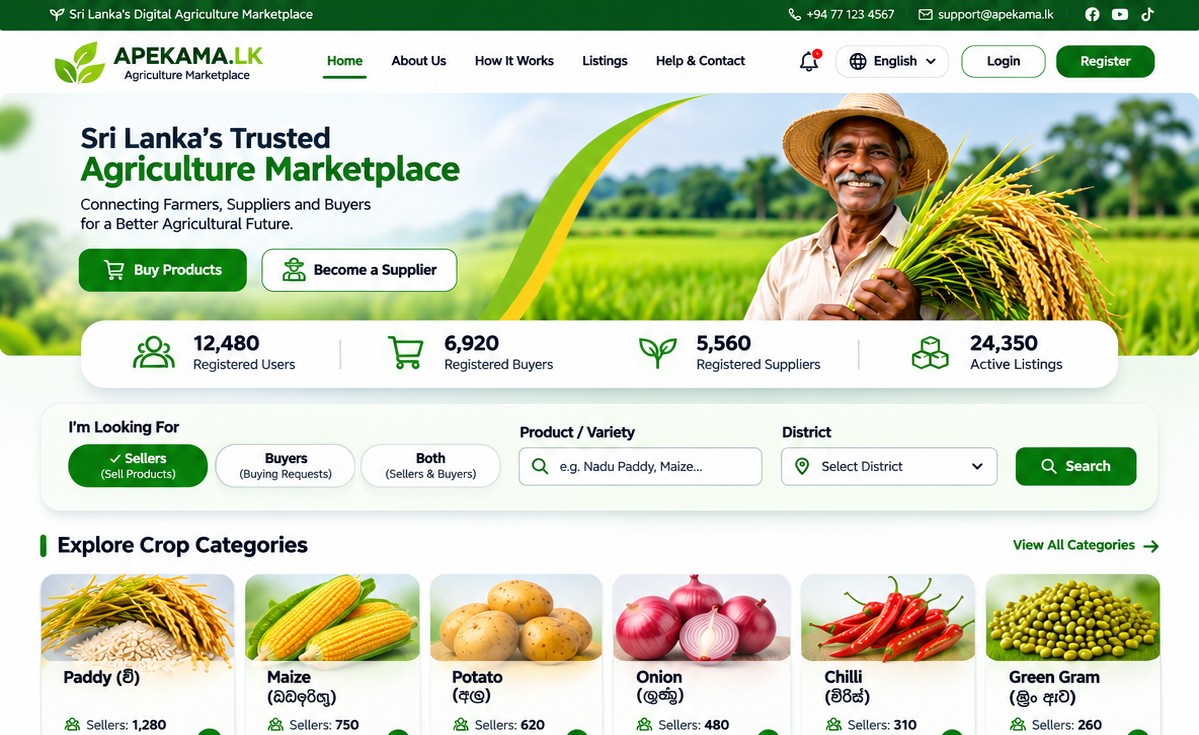 Sri Lanka's Digital Agriculture Marketplace
+94 77 123 4567
support@apekama.lk
APEKAMA.LK
Agriculture Marketplace
Home
About Us
How It Works
Listings
Help & Contact
English
Login
Register
Sri Lanka's Trusted
Agriculture Marketplace
Connecting Farmers, Suppliers and Buyers
for a Better Agricultural Future.
Buy Products
Become a Supplier
12,480
Registered Users
6,920
Registered Buyers
5,560
Registered Suppliers
24,350
Active Listings
I'm Looking For
Sellers
(Sell Products)
Buyers
(Buying Requests)
Both
(Sellers & Buyers)
Product / Variety
e.g. Nadu Paddy, Maize...
District
Select District
Search
Explore Crop Categories
View All Categories
Paddy (වී)
Sellers: 1,280
Maize
Sellers: 750
Potato
Sellers: 620
Onion
Sellers: 480
Chilli
(මිරිස්)
Sellers: 310
Green Gram
Sellers: 260